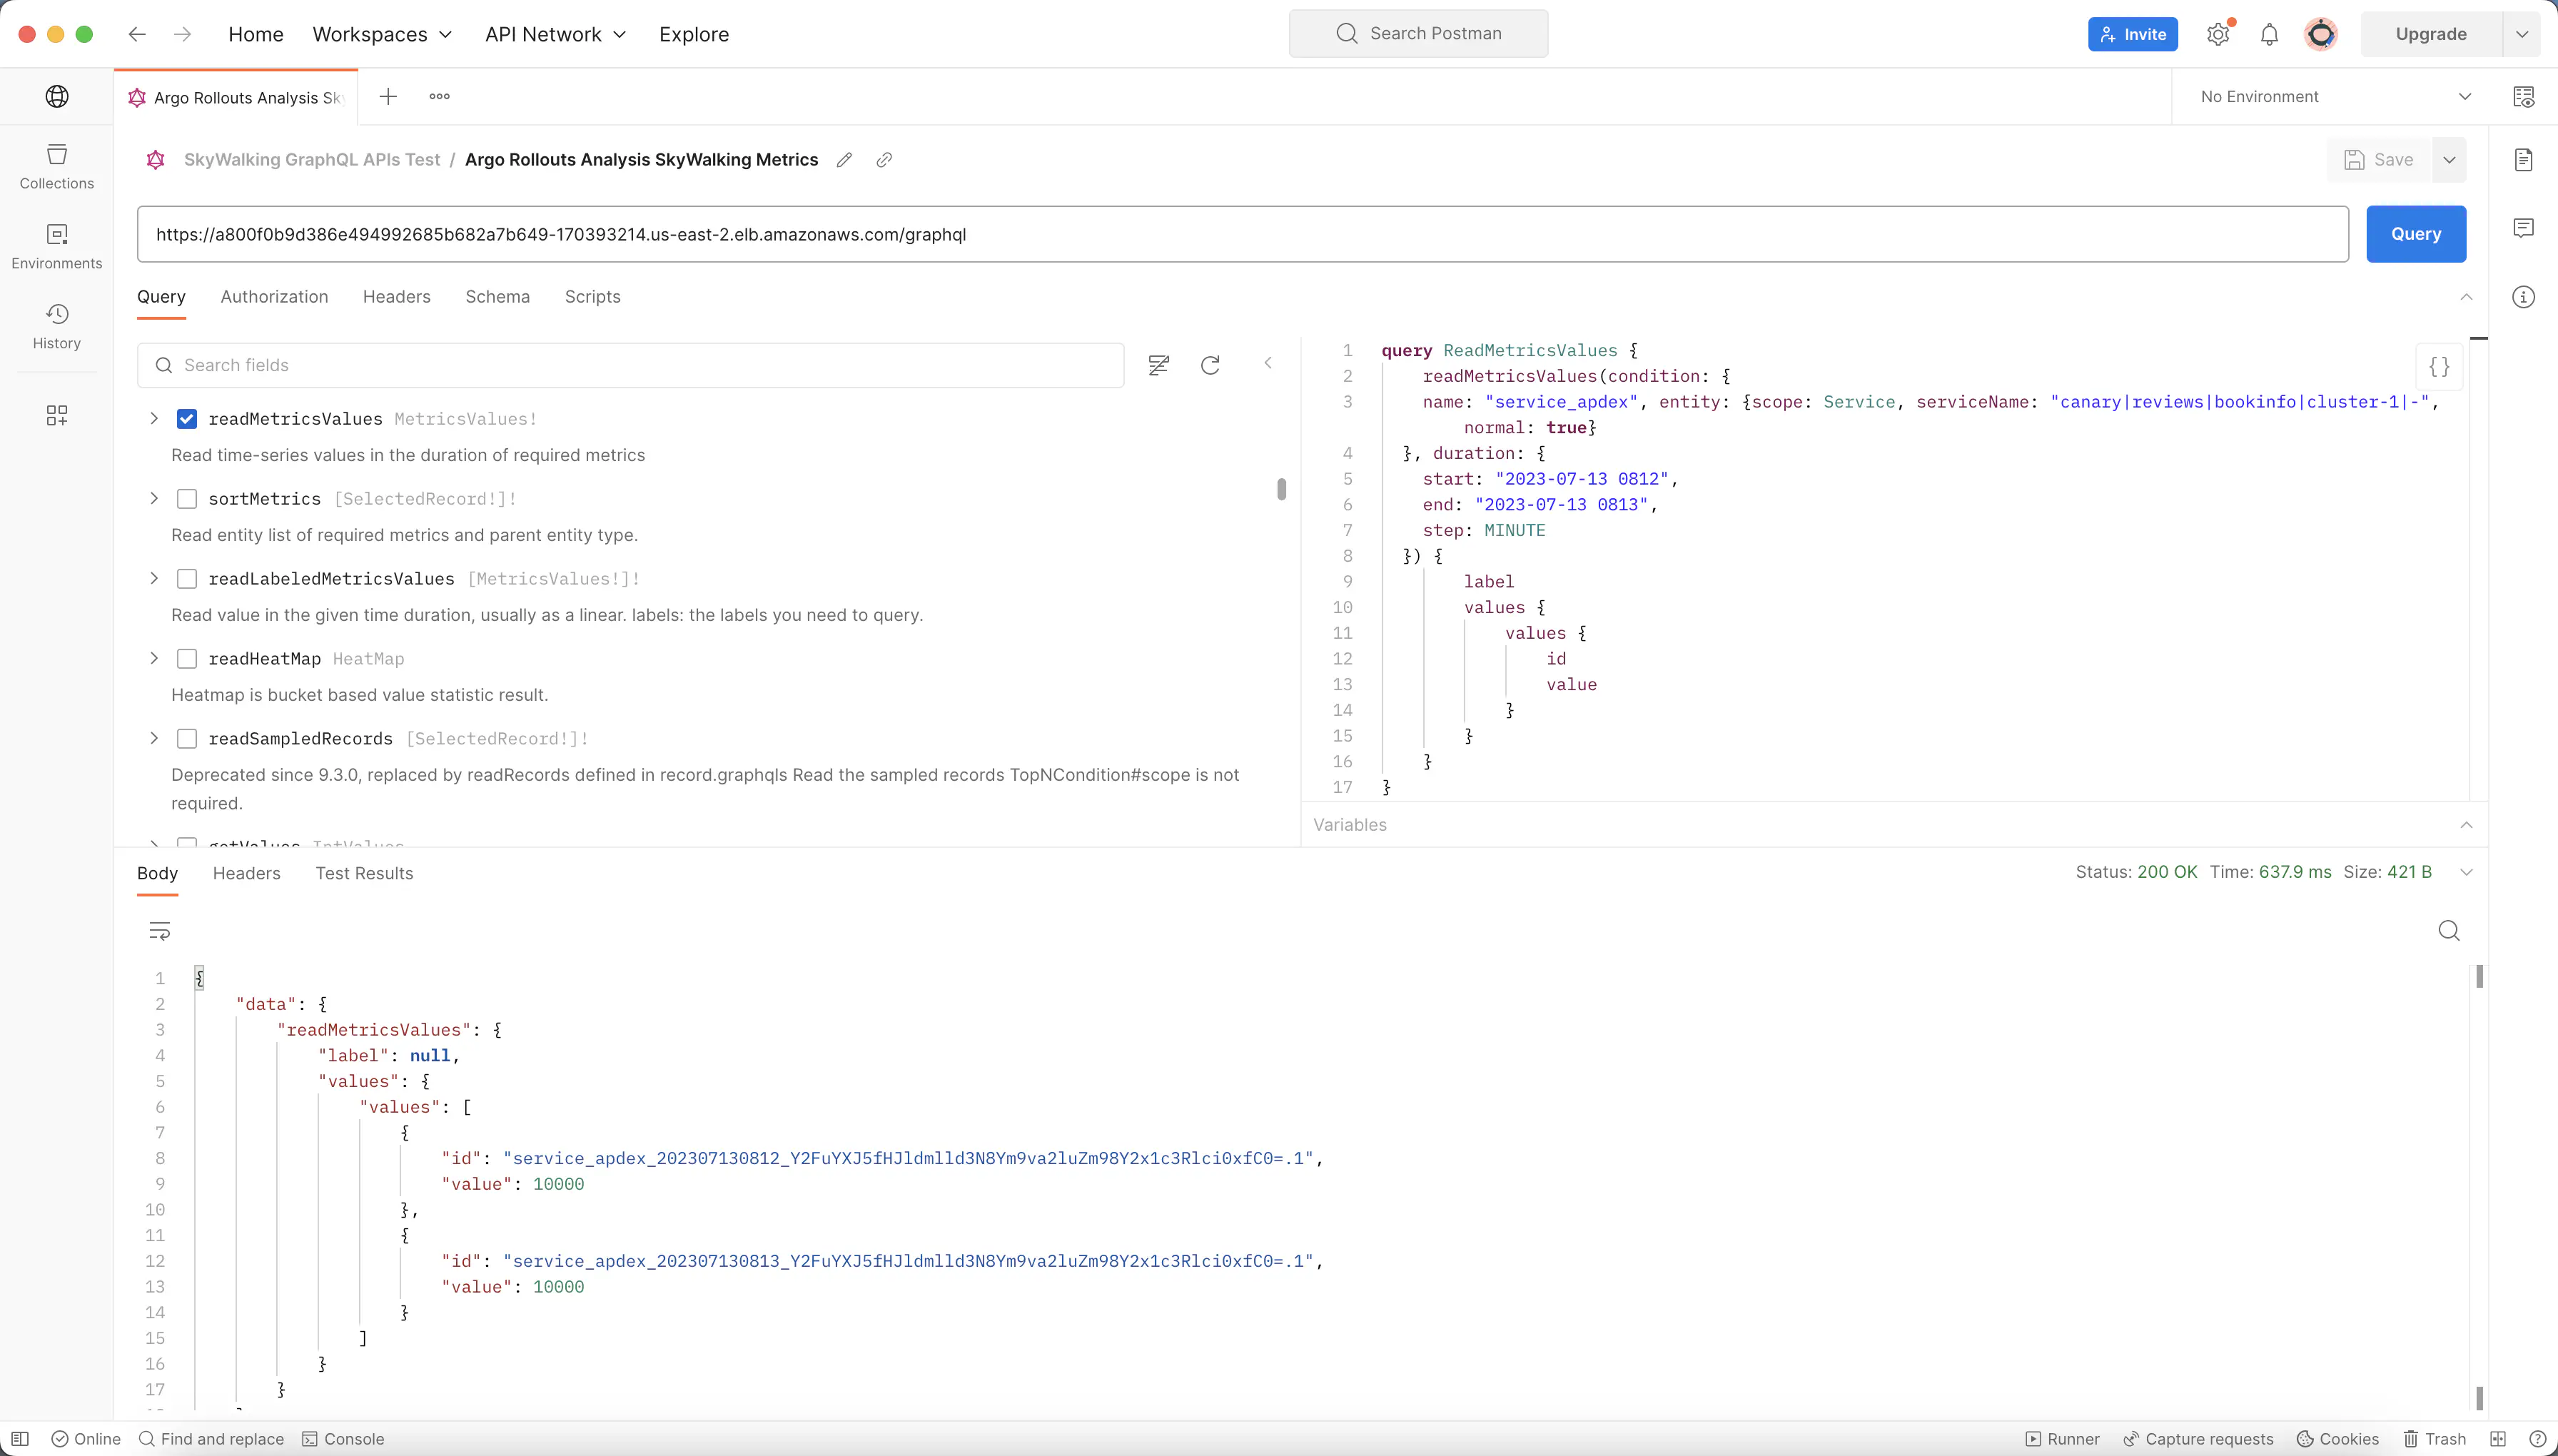 Home Workspaces API Network Explore Search Postman Invite Upgrade
Argo Rollouts Analysis Sk No Environment
SkyWalking GraphQL APIs Test / Argo Rollouts Analysis SkyWalking Metrics Save
https://a800f0b9d386e494992685b682a7b649-170393214.us-east-2.elb.amazonaws.com/graphql Query
Collections
Environments
History
Query Authorization Headers Schema Scripts
Search fields
readMetricsValues MetricsValues!
Read time-series values in the duration of required metrics
sortMetrics [SelectedRecord!]!
Read entity list of required metrics and parent entity type.
readLabeledMetricsValues [MetricsValues!]!
Read value in the given time duration, usually as a linear. labels: the labels you need to query.
readHeatMap HeatMap
Heatmap is bucket based value statistic result.
readSampledRecords [SelectedRecord!]!
Deprecated since 9.3.0, replaced by readRecords defined in record.graphqls Read the sampled records TopNCondition#scope is not
required.
getValues IntValues
1 query ReadMetricsValues {
2 readMetricsValues(condition: {
3 name: "service_apdex", entity: {scope: Service, serviceName: "canary|reviews|bookinfo|cluster-1|-",
normal: true}
4 }, duration: {
5 start: "2023-07-13 0812",
6 end: "2023-07-13 0813",
7 step: MINUTE
8 }) {
9 label
10 values {
11 values {
12 id
13 value
14 }
15 }
16 }
17 }
{}
Variables
Body Headers Test Results Status: 200 OK Time: 637.9 ms Size: 421 B
1 {
2 "data": {
3 "readMetricsValues": {
4 "label": null,
5 "values": {
6 "values": [
7 {
8 "id": "service_apdex_202307130812_Y2FuYXJ5fHJldmlld3N8Ym9va2luZm98Y2x1c3Rlci0xfC0=.1",
9 "value": 10000
10 },
11 {
12 "id": "service_apdex_202307130813_Y2FuYXJ5fHJldmlld3N8Ym9va2luZm98Y2x1c3Rlci0xfC0=.1",
13 "value": 10000
14 }
15 ]
16 }
17 }
Online Find and replace Console Runner Capture requests Cookies Trash